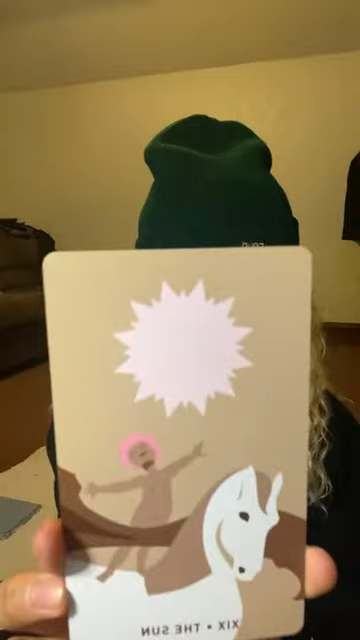 XIX • THE SUN